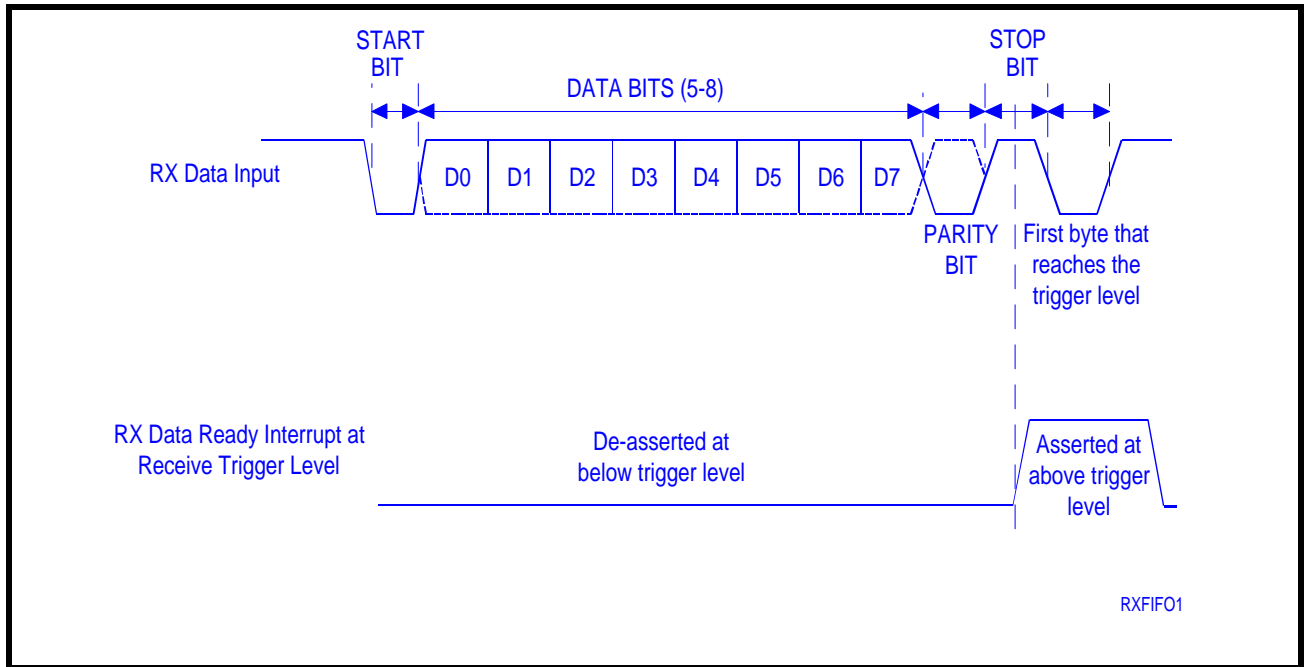 START
BIT
STOP
BIT
DATA BITS (5-8)
RX Data Input
D0 D1 D2 D3 D4 D5 D6 D7
PARITY
BIT
First byte that
reaches the
trigger level
RX Data Ready Interrupt at
Receive Trigger Level
De-asserted at
below trigger level
Asserted at
above trigger
level
RXFIFO1